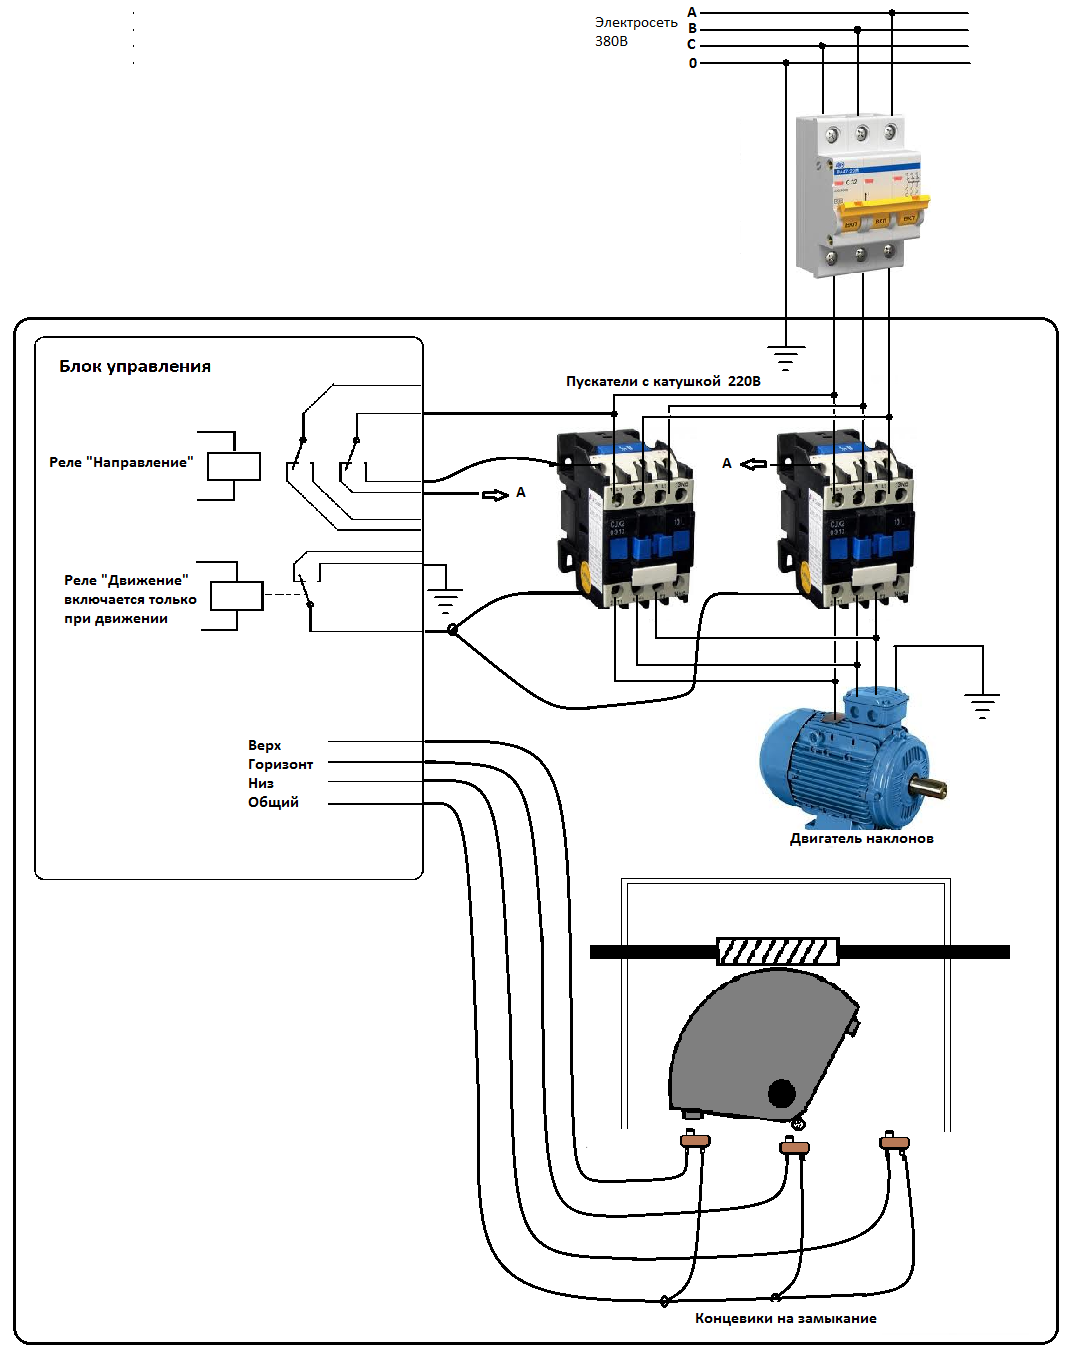 Электросеть
380В
A
B
C
0
Блок управления
Пускатели с катушкой 220В
Реле "Направление"
A
A
Реле "Движение"
включается только
при движении
Верх
Горизонт
Низ
Общий
Двигатель наклонов
Концевики на замыкание